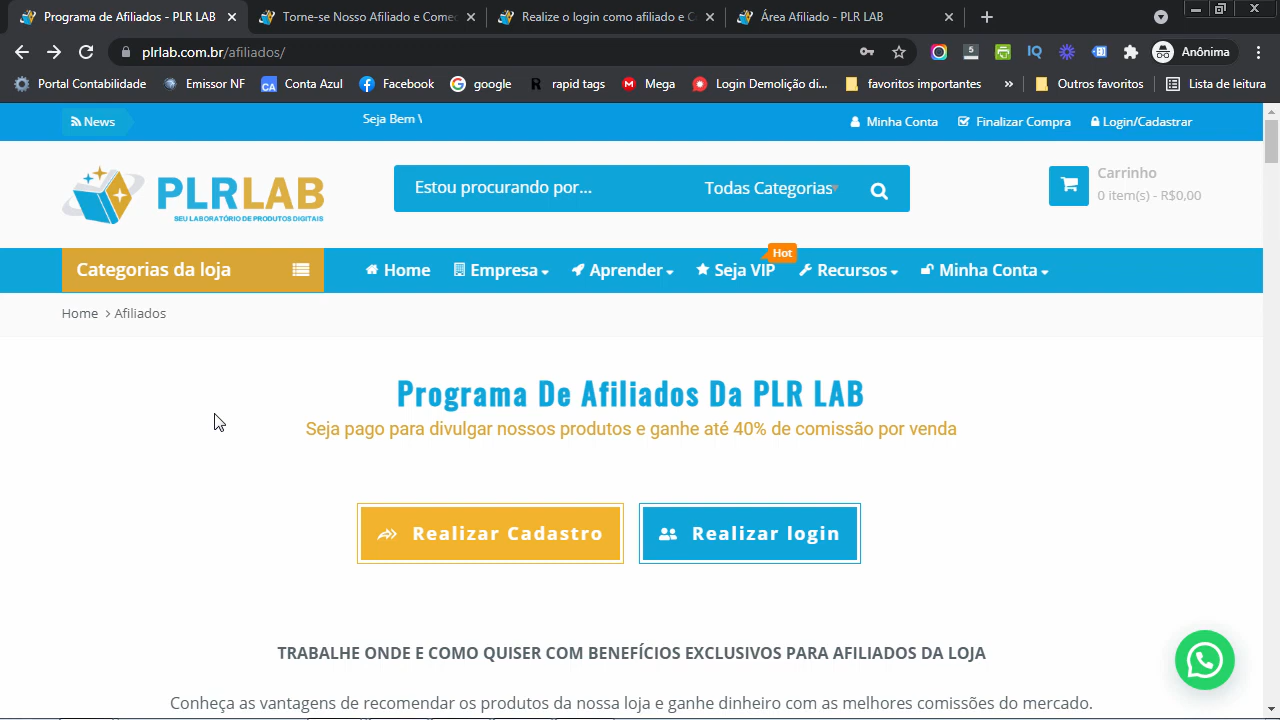 Programa de Afiliados - PLR LAB
Torne-se Nosso Afiliado e Come
Realize o login como afiliado e C
Área Afiliado - PLR LAB
plrlab.com.br/afiliados/
5
IQ
Anônima
Portal Contabilidade
Emissor NF
CA Conta Azul
Facebook
google
R rapid tags
M Mega
Login Demolição di...
favoritos importantes
»
Outros favoritos
Lista de leitura
News
Seja Bem V
Minha Conta
Finalizar Compra
Login/Cadastrar
PLRLAB
SEU LABORATÓRIO DE PRODUTOS DIGITAIS
Estou procurando por...
Todas Categorias
Carrinho
0 item(s) - R$0,00
Categorias da loja
Home
Empresa
Aprender
Seja VIP
Hot
Recursos
Minha Conta
Home > Afiliados
Programa De Afiliados Da PLR LAB
Seja pago para divulgar nossos produtos e ganhe até 40% de comissão por venda
Realizar Cadastro
Realizar login
TRABALHE ONDE E COMO QUISER COM BENEFÍCIOS EXCLUSIVOS PARA AFILIADOS DA LOJA
Conheça as vantagens de recomendar os produtos da nossa loja e ganhe dinheiro com as melhores comissões do mercado.